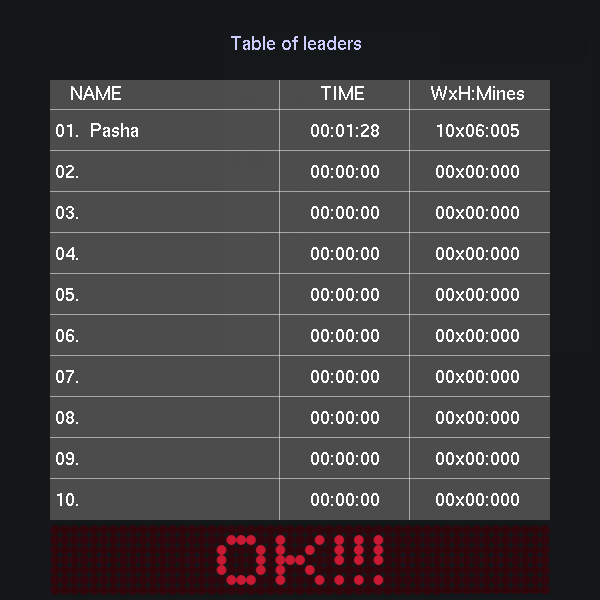 Table of leaders
NAME TIME WxH:Mines
01. Pasha 00:01:28 10x06:005
02. 00:00:00 00x00:000
03. 00:00:00 00x00:000
04. 00:00:00 00x00:000
05. 00:00:00 00x00:000
06. 00:00:00 00x00:000
07. 00:00:00 00x00:000
08. 00:00:00 00x00:000
09. 00:00:00 00x00:000
10. 00:00:00 00x00:000
OK!!!